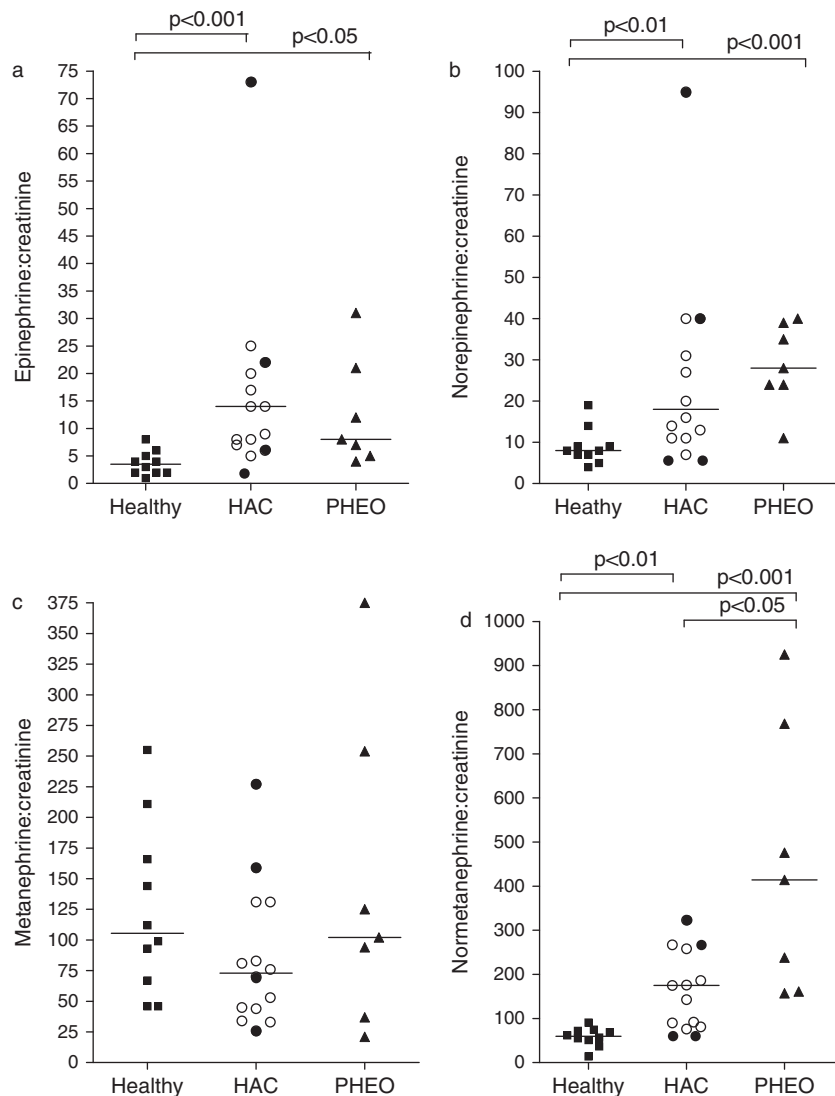 p<0.001
p<0.05
a
75
70
65
60
55
50
45
40
35
30
25
20
15
10
5
0
Epinephrine:creatinine
Healthy HAC PHEO
p<0.01
p<0.001
b
100
90
80
70
60
50
40
30
20
10
0
Norepinephrine:creatinine
Heathy HAC PHEO
c
375
350
325
300
275
250
225
200
175
150
125
100
75
50
25
0
Metanephrine:creatinine
Healthy HAC PHEO
p<0.01
p<0.001
p<0.05
d
1000
900
800
700
600
500
400
300
200
100
0
Normetanephrine:creatinine
Healthy HAC PHEO